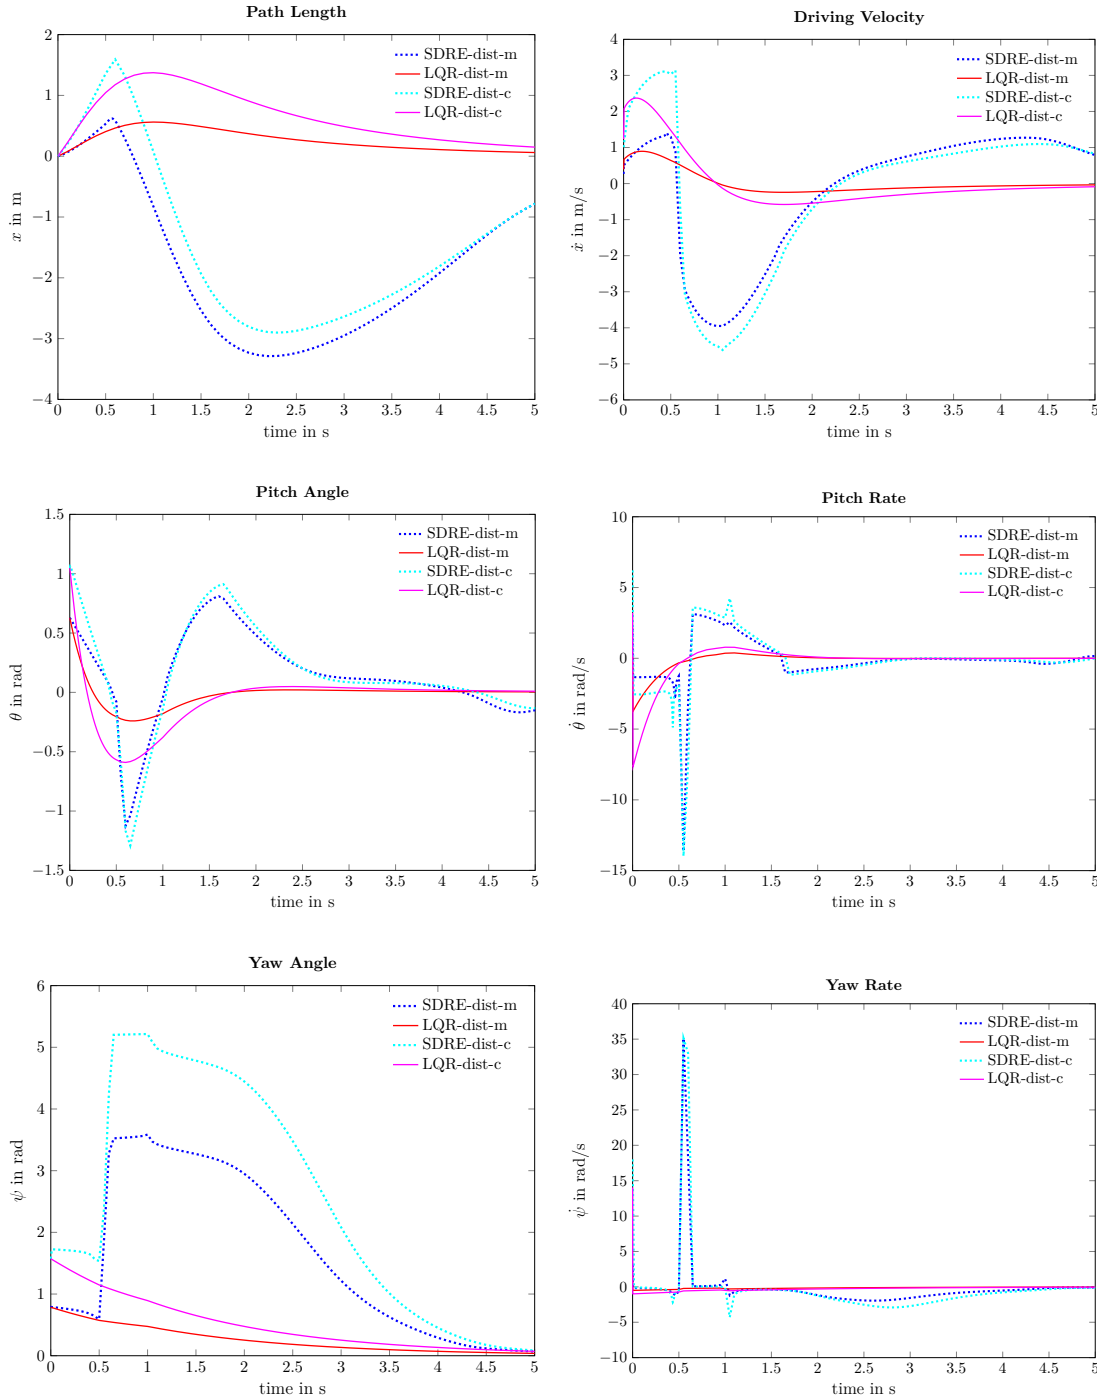 Path Length
2
1
0
−1
−2
−3
−4
0 0.5 1 1.5 2 2.5 3 3.5 4 4.5 5
x in m
time in s
SDRE-dist-m
LQR-dist-m
SDRE-dist-c
LQR-dist-c
Driving Velocity
4
3
2
1
0
−1
−2
−3
−4
−5
−6
0 0.5 1 1.5 2 2.5 3 3.5 4 4.5 5
ẋ in m/s
time in s
SDRE-dist-m
LQR-dist-m
SDRE-dist-c
LQR-dist-c
Pitch Angle
1.5
1
0.5
0
−0.5
−1
−1.5
0 0.5 1 1.5 2 2.5 3 3.5 4 4.5 5
θ in rad
time in s
SDRE-dist-m
LQR-dist-m
SDRE-dist-c
LQR-dist-c
Pitch Rate
10
5
0
−5
−10
−15
0 0.5 1 1.5 2 2.5 3 3.5 4 4.5 5
θ̇ in rad/s
time in s
SDRE-dist-m
LQR-dist-m
SDRE-dist-c
LQR-dist-c
Yaw Angle
6
5
4
3
2
1
0
0 0.5 1 1.5 2 2.5 3 3.5 4 4.5 5
ψ in rad
time in s
SDRE-dist-m
LQR-dist-m
SDRE-dist-c
LQR-dist-c
Yaw Rate
40
35
30
25
20
15
10
5
0
−5
−10
0 0.5 1 1.5 2 2.5 3 3.5 4 4.5 5
ψ̇ in rad/s
time in s
SDRE-dist-m
LQR-dist-m
SDRE-dist-c
LQR-dist-c